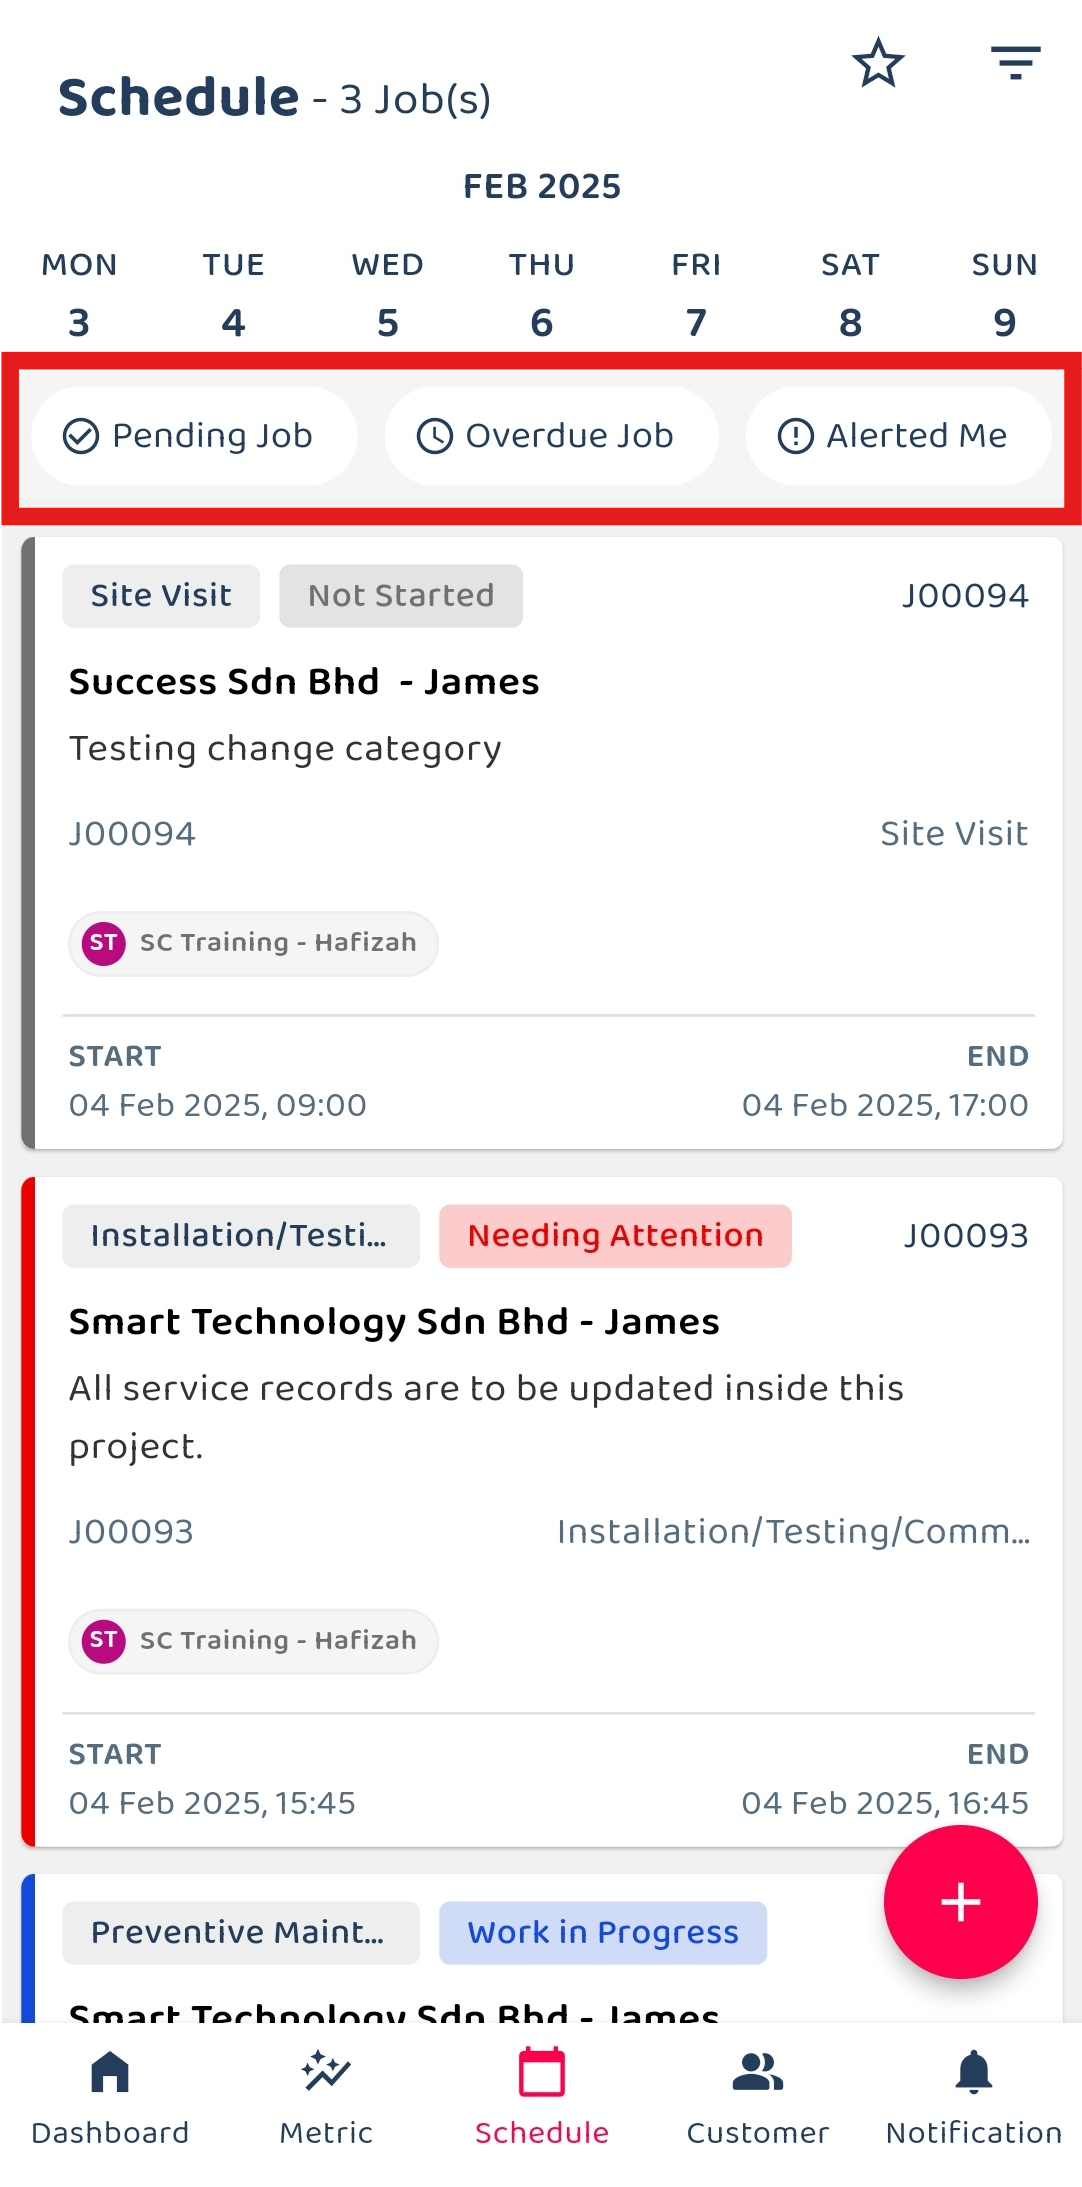 Schedule - 3 Job(s)
FEB 2025
MON TUE WED THU FRI SAT SUN
3 4 5 6 7 8 9
Pending Job Overdue Job Alerted Me
Site Visit Not Started J00094
Success Sdn Bhd - James
Testing change category
J00094 Site Visit
ST SC Training - Hafizah
START END
04 Feb 2025, 09:00 04 Feb 2025, 17:00
Installation/Testi... Needing Attention J00093
Smart Technology Sdn Bhd - James
All service records are to be updated inside this
project.
J00093 Installation/Testing/Comm...
ST SC Training - Hafizah
START END
04 Feb 2025, 15:45 04 Feb 2025, 16:45
Preventive Maint... Work in Progress
Smart Technology Sdn Bhd - James
Dashboard Metric Schedule Customer Notification